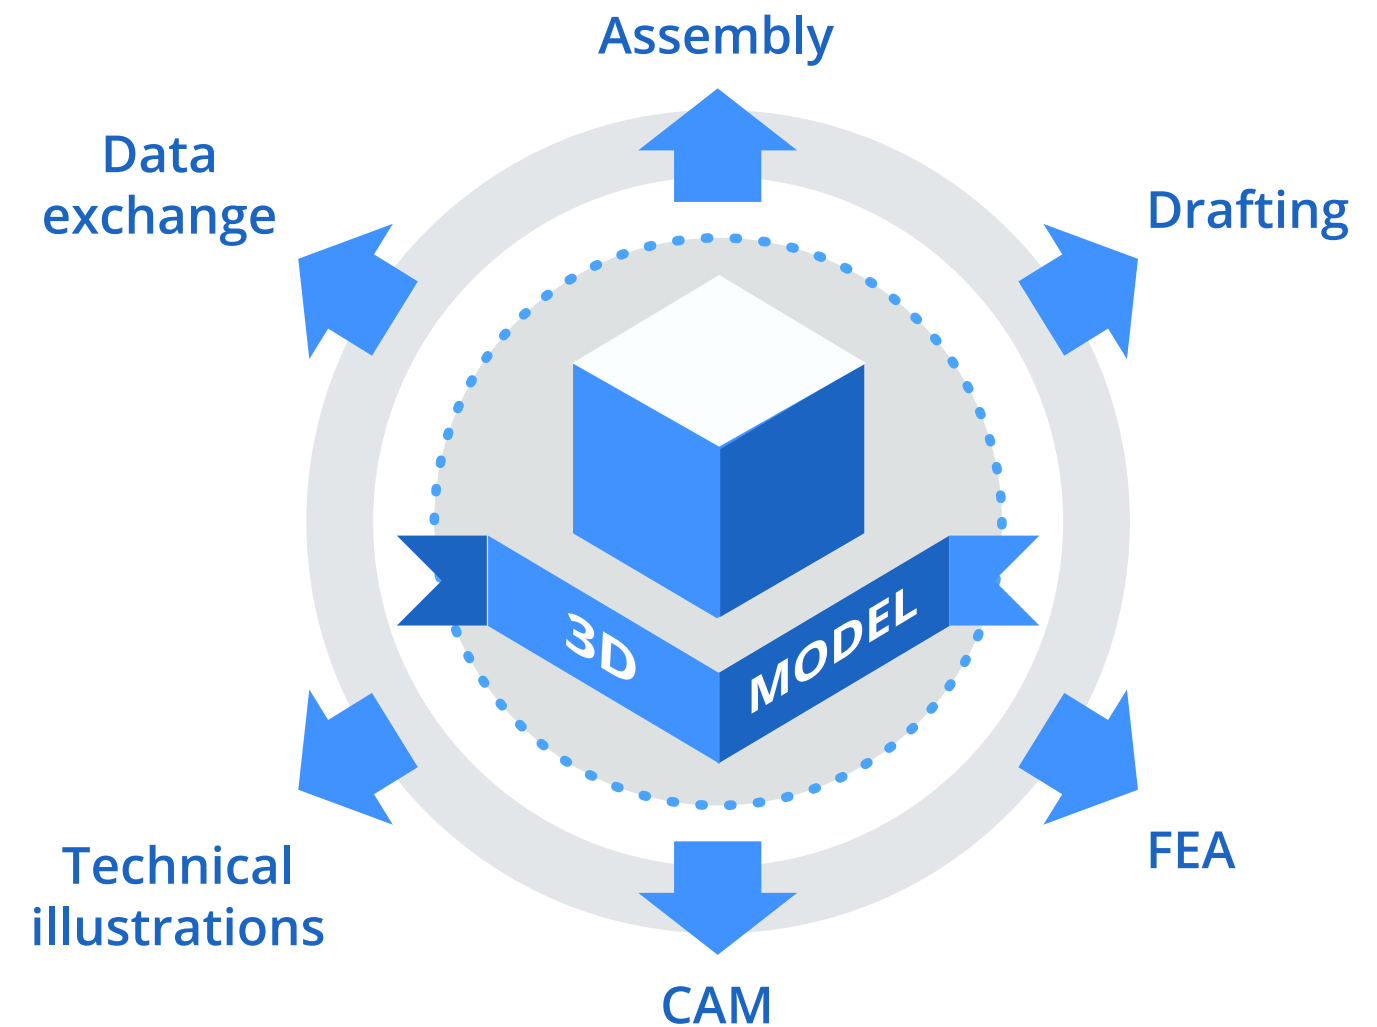 Assembly
Data
exchange
Drafting
3D
MODEL
Technical
illustrations
FEA
CAM